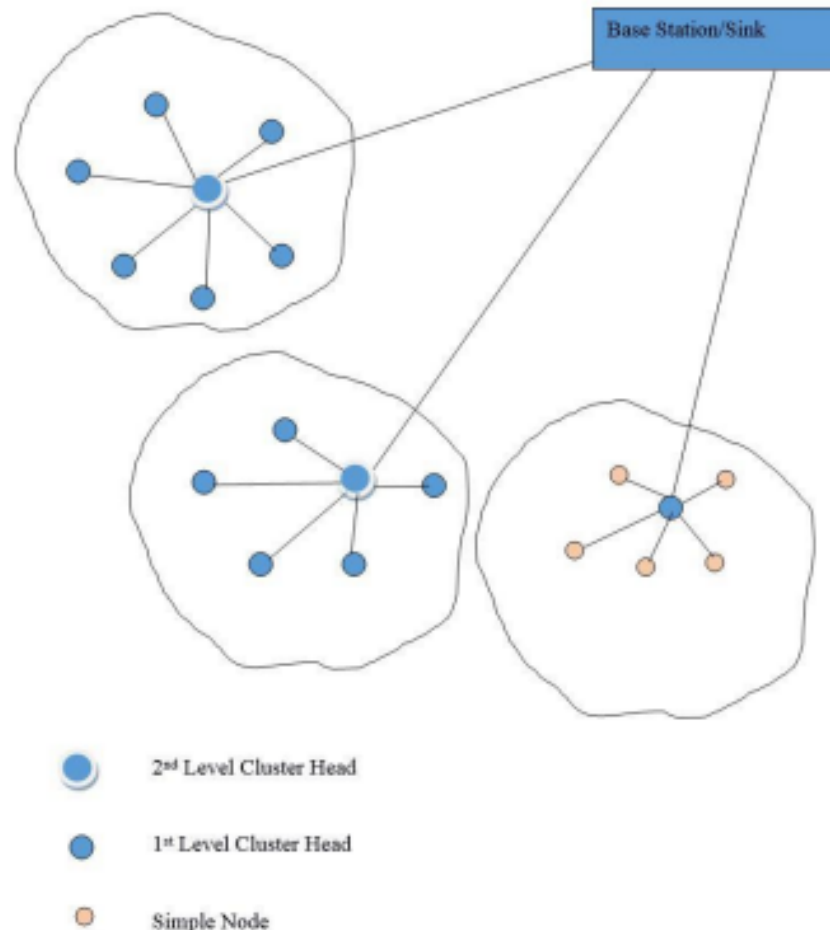 Base Station/Sink
2nd Level Cluster Head
1st Level Cluster Head
Simple Node